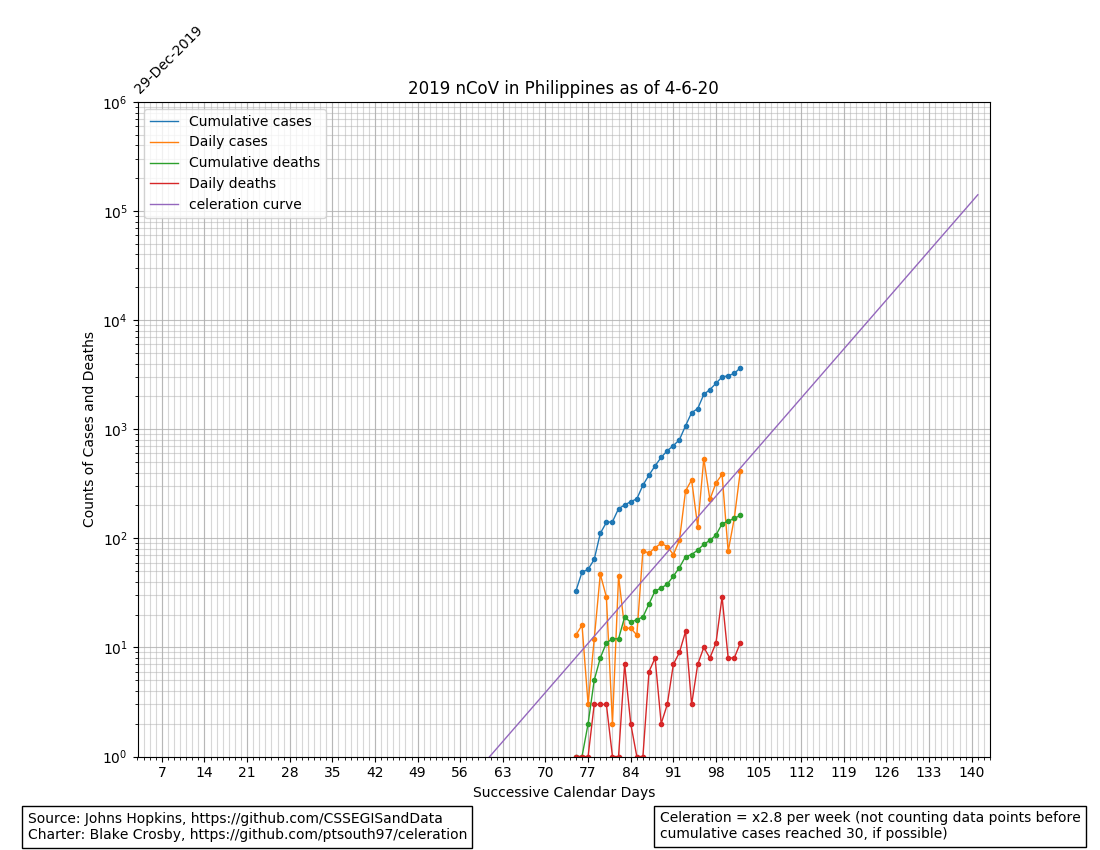 29-Dec-2019
2019 nCoV in Philippines as of 4-6-20
Cumulative cases
Daily cases
Cumulative deaths
Daily deaths
celeration curve
10^6
10^5
10^4
10^3
10^2
10^1
10^0
Counts of Cases and Deaths
7 14 21 28 35 42 49 56 63 70 77 84 91 98 105 112 119 126 133 140
Successive Calendar Days
Source: Johns Hopkins, https://github.com/CSSEGISandData
Charter: Blake Crosby, https://github.com/ptsouth97/celeration
Celeration = x2.8 per week (not counting data points before
cumulative cases reached 30, if possible)